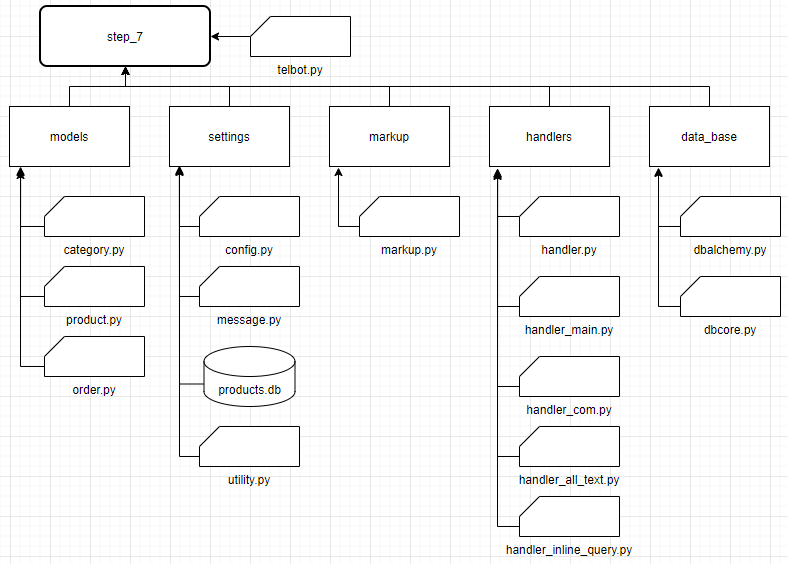 step_7
telbot.py
models
settings
markup
handlers
data_base
category.py
config.py
markup.py
handler.py
dbalchemy.py
product.py
message.py
handler_main.py
dbcore.py
order.py
products.db
handler_com.py
utility.py
handler_all_text.py
handler_inline_query.py